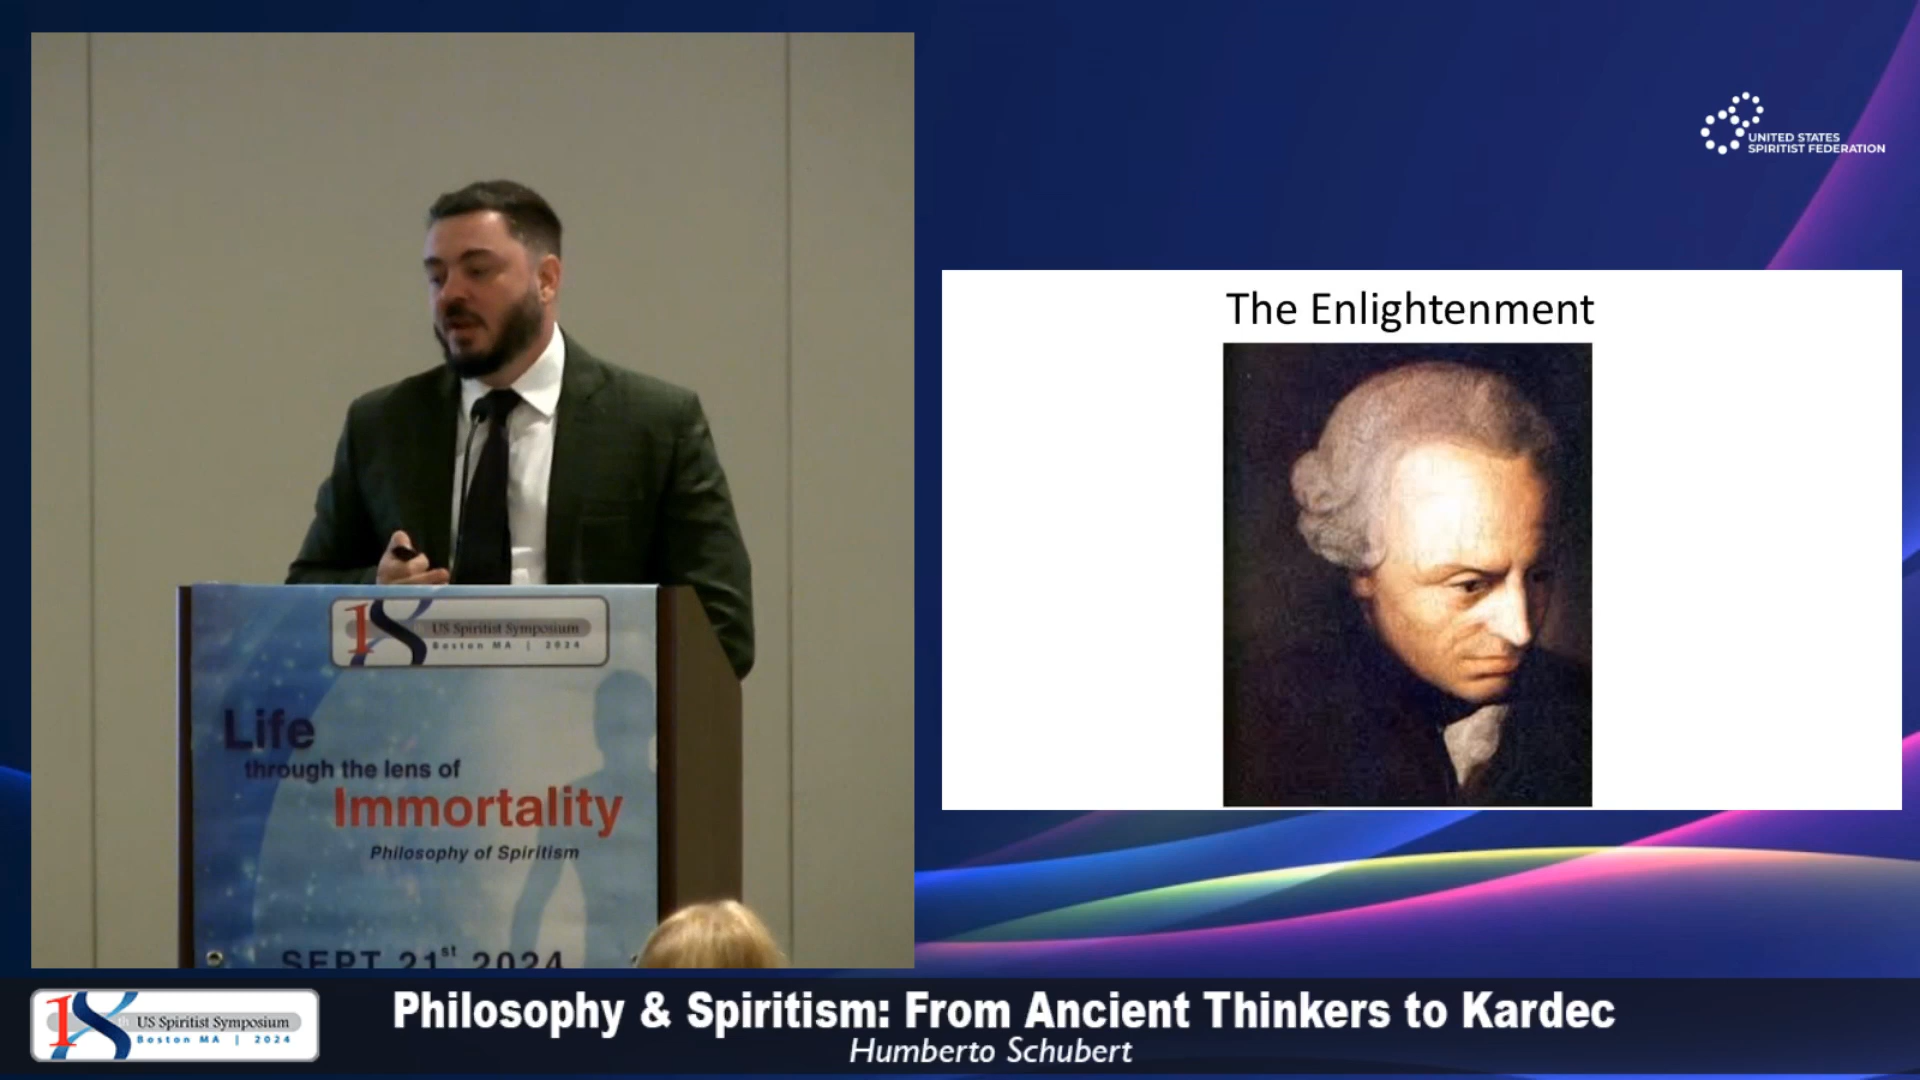 UNITED STATES
SPIRITIST FEDERATION
The Enlightenment
18th US Spiritist Symposium
Boston MA | 2024
Life
through the lens of
Immortality
Philosophy of Spiritism
SEPT 21st 2024
18th US Spiritist Symposium
Boston MA | 2024
Philosophy & Spiritism: From Ancient Thinkers to Kardec
Humberto Schubert